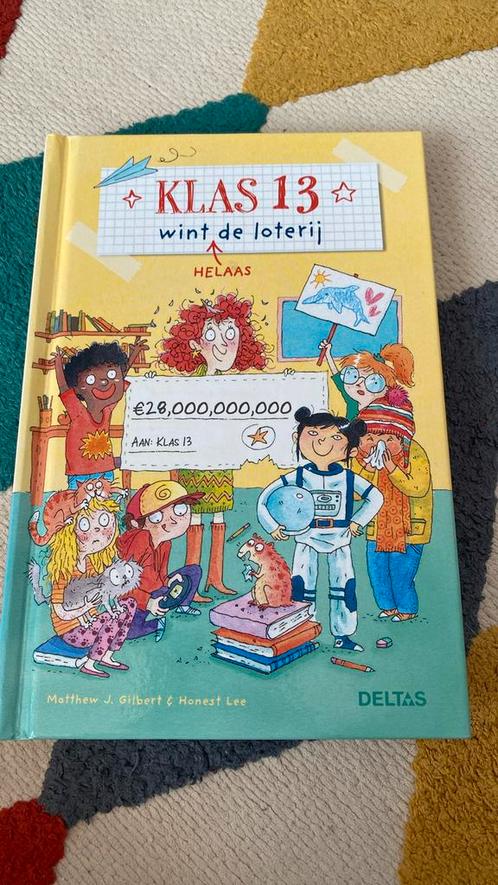 KLAS 13
wint de loterij
HELAAS
€28,000,000,000
AAN: KLAS 13
Matthew J. Gilbert & Honest Lee
DELTAS